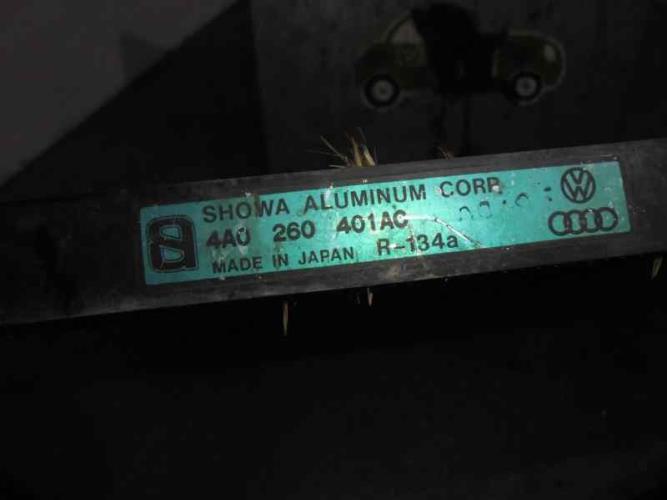 SHOWA ALUMINUM CORP.
4A0 260 401AC
MADE IN JAPAN R-134a